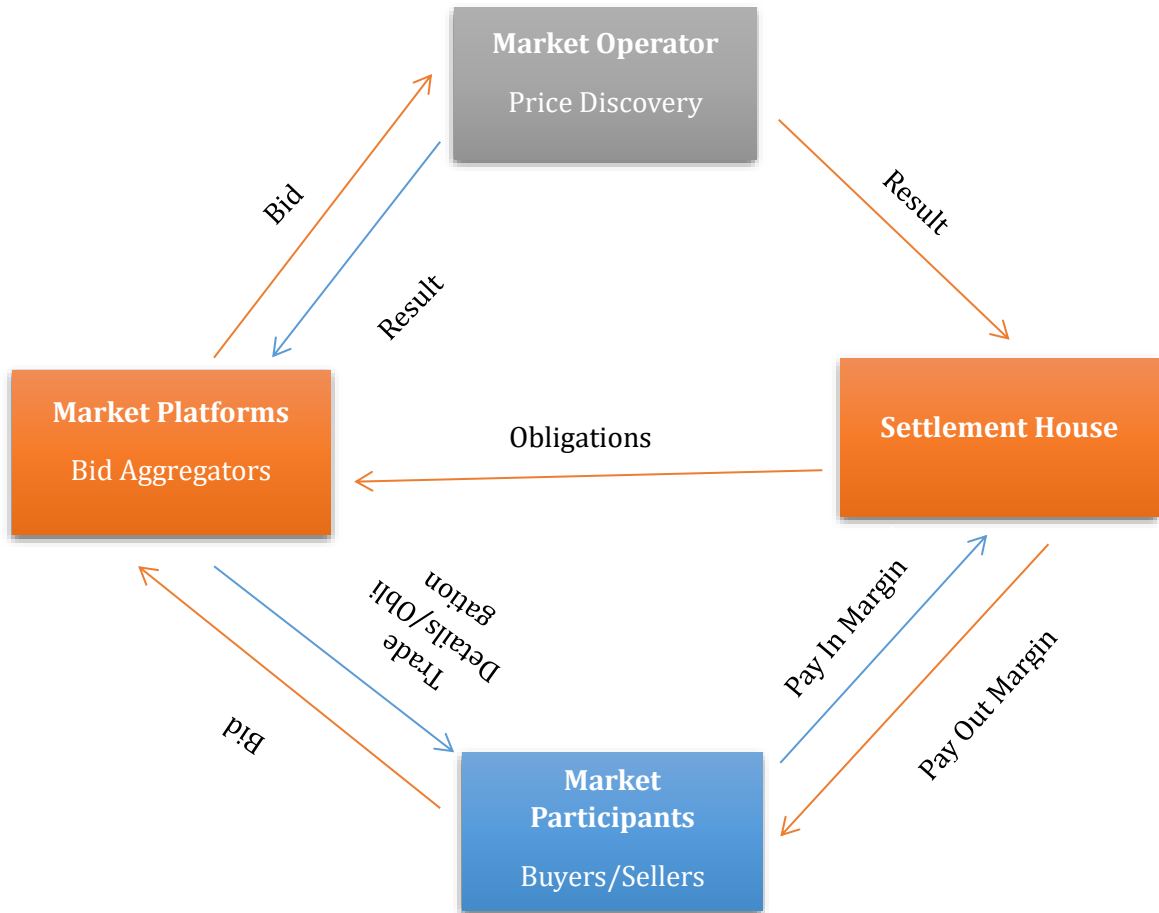 Market Operator
Price Discovery
Bid
Result
Result
Market Platforms
Bid Aggregators
Obligations
Settlement House
Trade
Details/Obli
gation
Bid
Pay In Margin
Pay Out Margin
Market
Participants
Buyers/Sellers